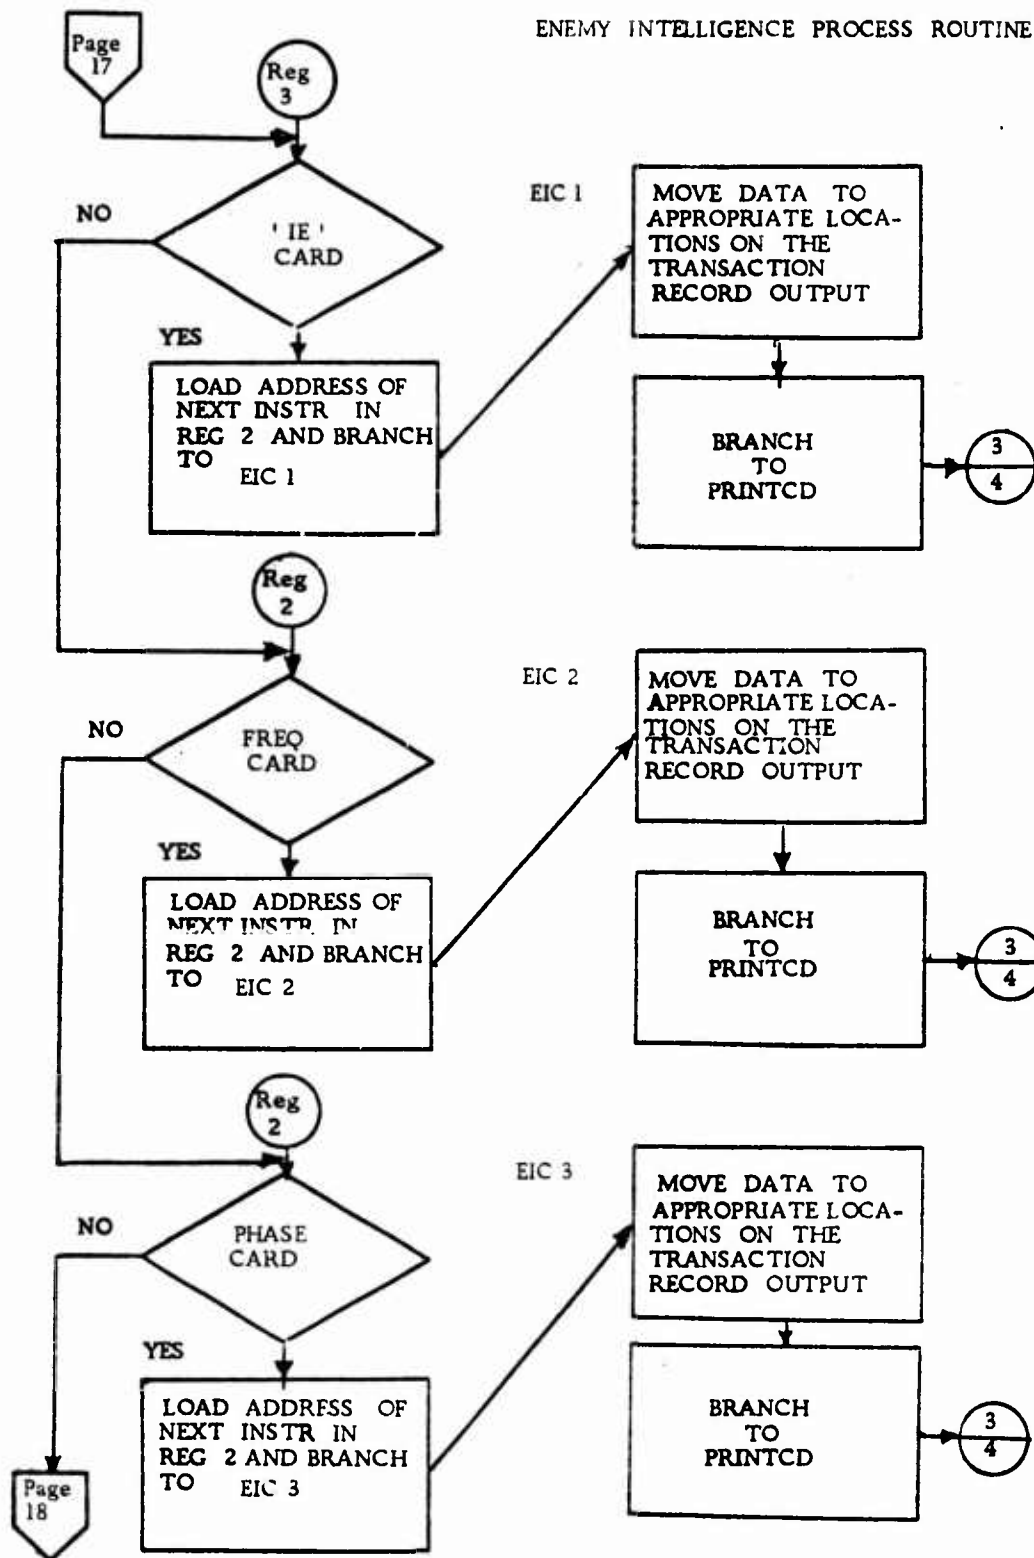 ENEMY INTELLIGENCE PROCESS ROUTINE
Page
17
Reg
3
NO
' IE '
CARD
YES
LOAD ADDRESS OF
NEXT INSTR IN
REG 2 AND BRANCH
TO EIC 1
EIC 1
MOVE DATA TO
APPROPRIATE LOCA-
TIONS ON THE
TRANSACTION
RECORD OUTPUT
BRANCH
TO
PRINTCD
3
4
Reg
2
NO
FREQ
CARD
YES
LOAD ADDRESS OF
NEXT INSTR IN
REG 2 AND BRANCH
TO EIC 2
EIC 2
MOVE DATA TO
APPROPRIATE LOCA-
TIONS ON THE
TRANSACTION
RECORD OUTPUT
BRANCH
TO
PRINTCD
3
4
Reg
2
NO
PHASE
CARD
YES
LOAD ADDRESS OF
NEXT INSTR IN
REG 2 AND BRANCH
TO EIC 3
EIC 3
MOVE DATA TO
APPROPRIATE LOCA-
TIONS ON THE
TRANSACTION
RECORD OUTPUT
BRANCH
TO
PRINTCD
3
4
Page
18